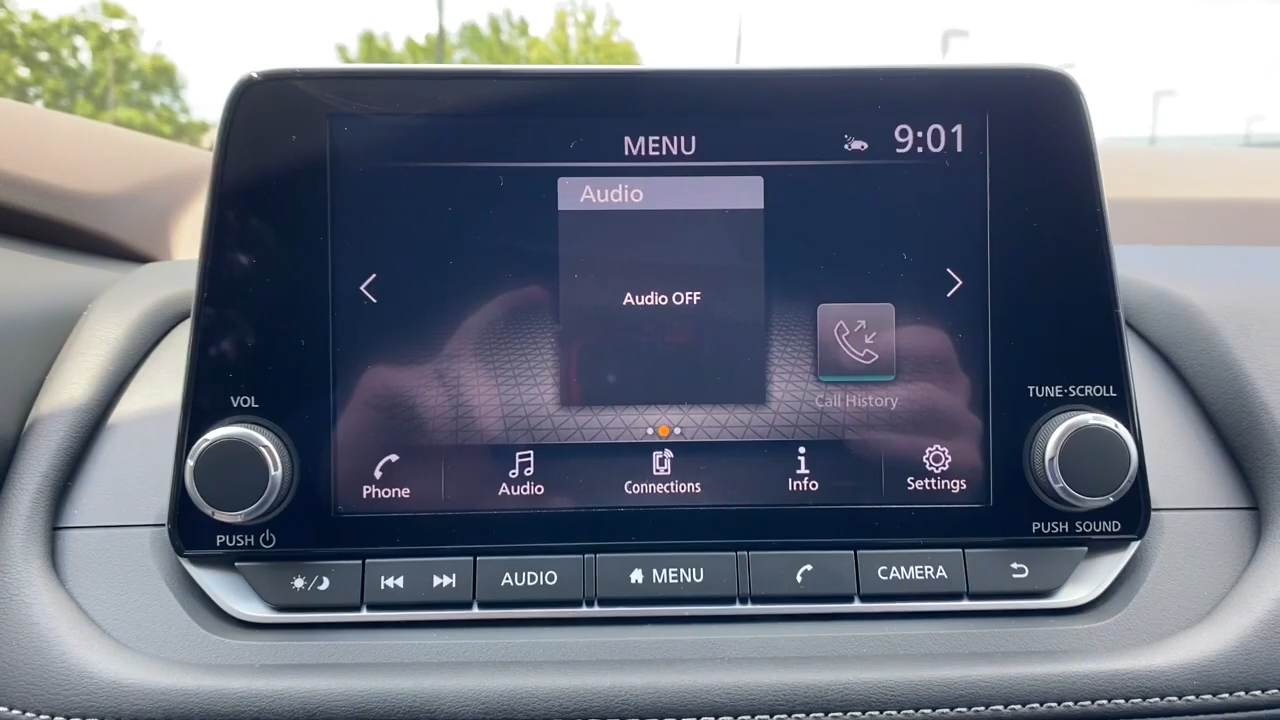 MENU
9:01
Audio
Audio OFF
Call History
VOL
TUNE·SCROLL
Phone
Audio
Connections
Info
Settings
PUSH
PUSH SOUND
AUDIO
MENU
CAMERA